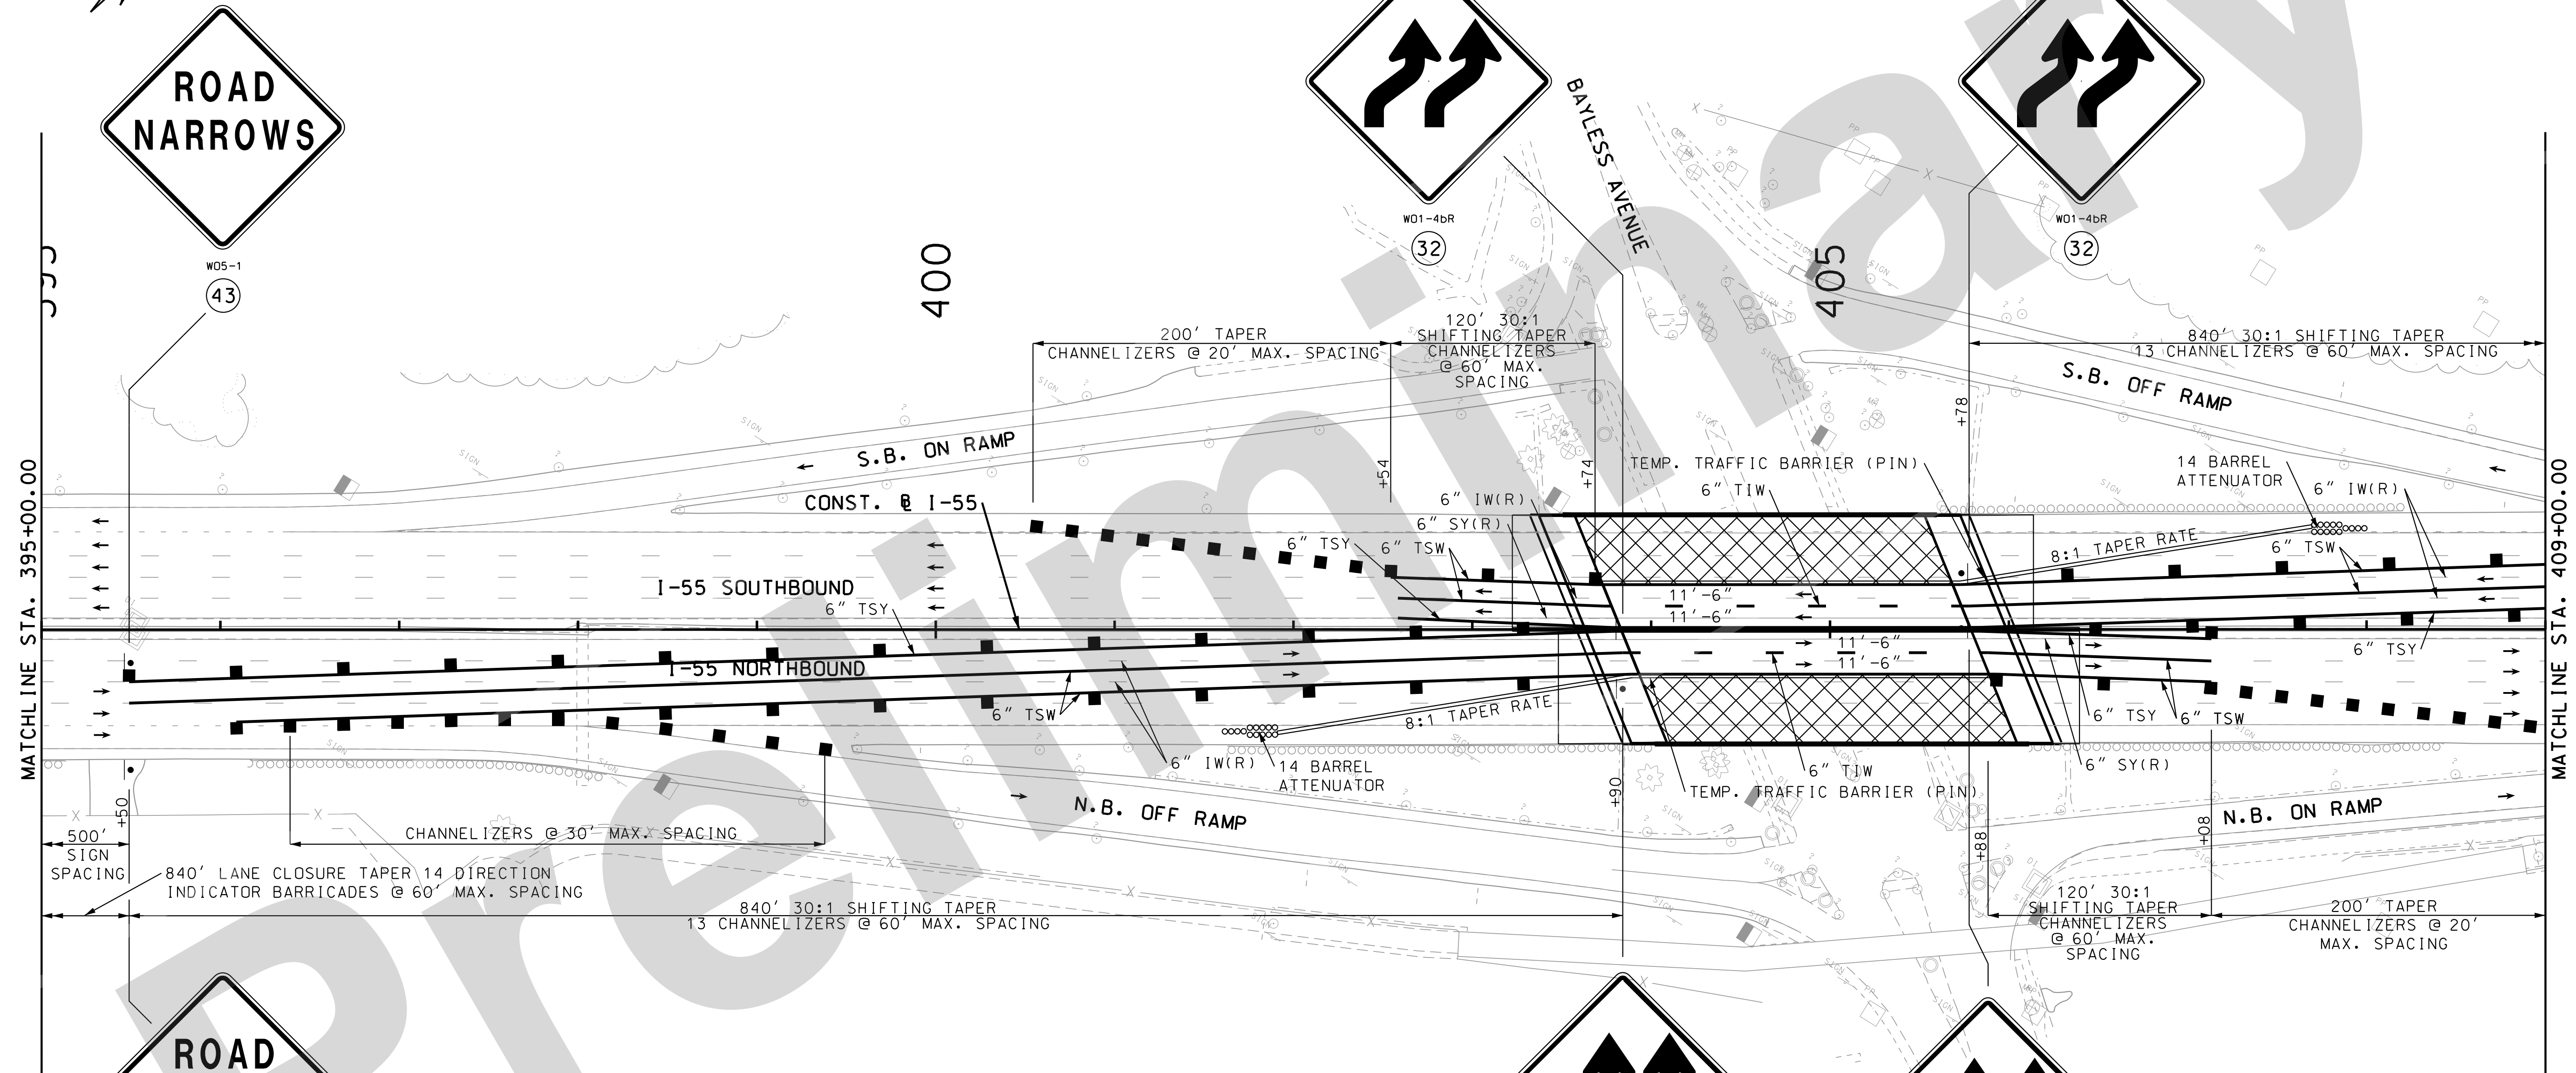 ROAD
NARROWS
W05-1
43
W01-4bR
32
BAYLESS AVENUE
W01-4bR
32
400
405
200' TAPER
CHANNELIZERS @ 20' MAX. SPACING
120' 30:1
SHIFTING TAPER
CHANNELIZERS
@ 60' MAX.
SPACING
840' 30:1 SHIFTING TAPER
13 CHANNELIZERS @ 60' MAX. SPACING
S.B. OFF RAMP
S.B. ON RAMP
+54
+74
+78
TEMP. TRAFFIC BARRIER (PIN)
6" TIW
6" IW(R)
6" SY(R)
6" TSY
6" TSW
14 BARREL
ATTENUATOR
6" IW(R)
6" TSW
8:1 TAPER RATE
CONST. ℄ I-55
MATCHLINE STA. 395+00.00
MATCHLINE STA. 409+00.00
I-55 SOUTHBOUND
6" TSY
11'-6"
11'-6"
11'-6"
11'-6"
6" TSY
I-55 NORTHBOUND
6" TSW
8:1 TAPER RATE
6" IW(R)
14 BARREL
ATTENUATOR
6" TIW
TEMP. TRAFFIC BARRIER (PIN)
6" TSY
6" TSW
6" SY(R)
N.B. OFF RAMP
N.B. ON RAMP
+50
+90
+88
+08
500'
SIGN
SPACING
CHANNELIZERS @ 30' MAX. SPACING
840' LANE CLOSURE TAPER 14 DIRECTION
INDICATOR BARRICADES @ 60' MAX. SPACING
840' 30:1 SHIFTING TAPER
13 CHANNELIZERS @ 60' MAX. SPACING
120' 30:1
SHIFTING TAPER
CHANNELIZERS
@ 60' MAX.
SPACING
200' TAPER
CHANNELIZERS @ 20'
MAX. SPACING
ROAD
Preliminary